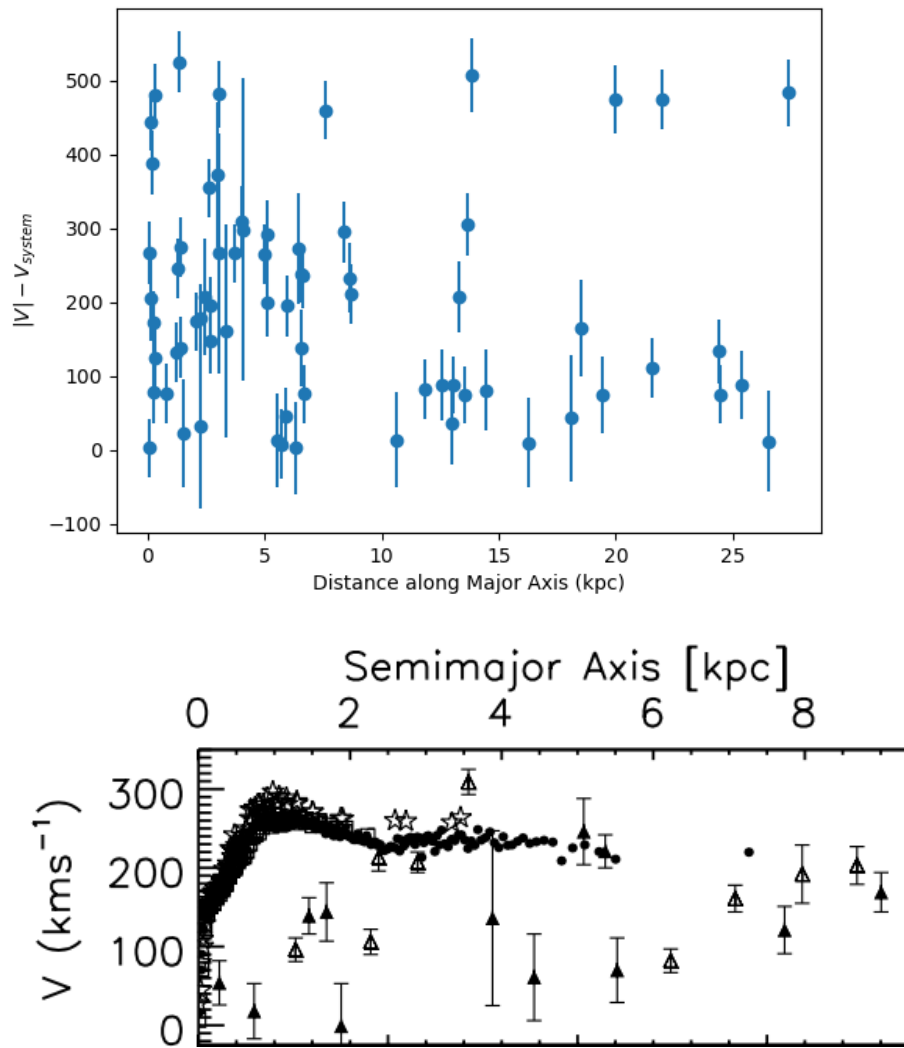 500
400
300
200
100
0
−100
|V| − V_system
0 5 10 15 20 25
Distance along Major Axis (kpc)
Semimajor Axis [kpc]
0 2 4 6 8
300
200
100
0
V (kms⁻¹)